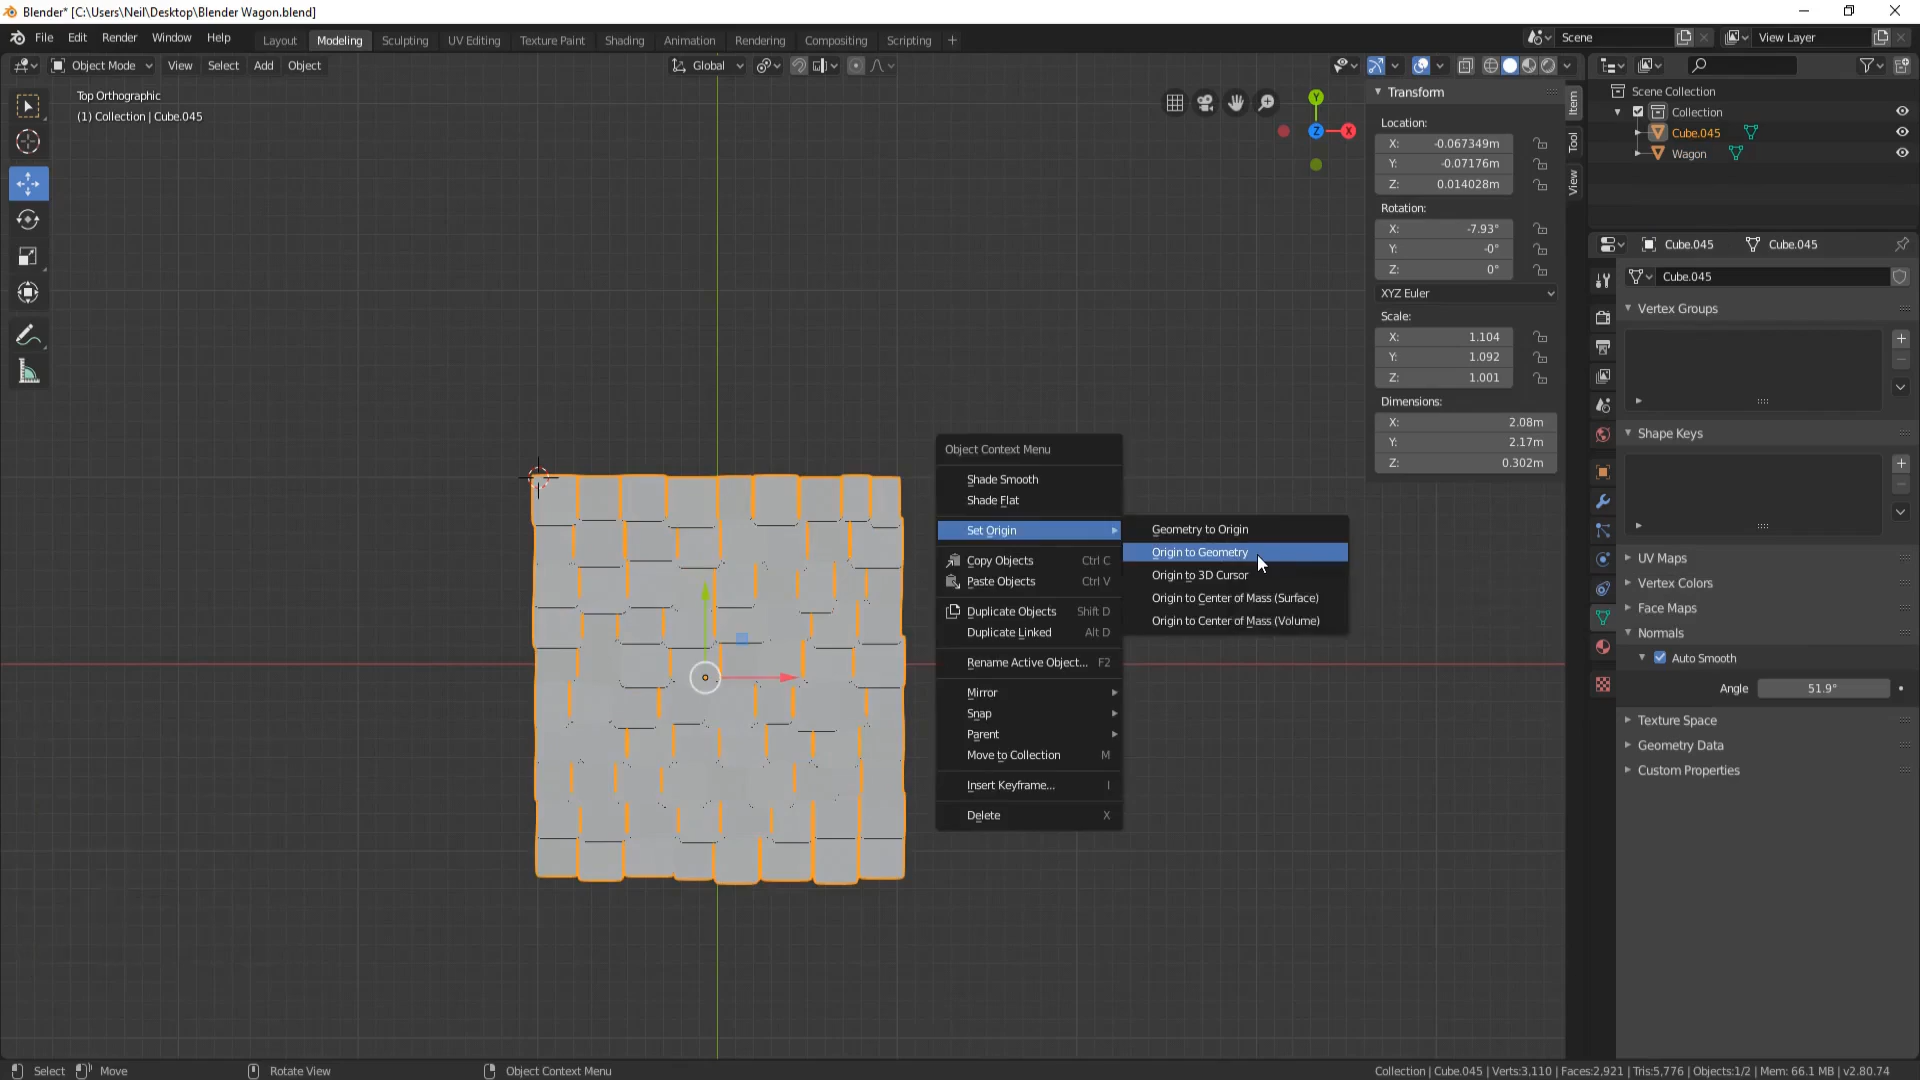 Blender* [C:\Users\Neil\Desktop\Blender Wagon.blend]
File Edit Render Window Help
Layout Modeling Sculpting UV Editing Texture Paint Shading Animation Rendering Compositing Scripting +
Scene
View Layer
Object Mode View Select Add Object
Global
Top Orthographic
(1) Collection | Cube.045
Y
Z
X
Transform
Location:
X: -0.067349m
Y: -0.07176m
Z: 0.014028m
Rotation:
X: -7.93°
Y: -0°
Z: 0°
XYZ Euler
Scale:
X: 1.104
Y: 1.092
Z: 1.001
Dimensions:
X: 2.08m
Y: 2.17m
Z: 0.302m
Item
Tool
View
Scene Collection
Collection
Cube.045
Wagon
Cube.045 Cube.045
Cube.045
Vertex Groups
Shape Keys
UV Maps
Vertex Colors
Face Maps
Normals
Auto Smooth
Angle 51.9°
Texture Space
Geometry Data
Custom Properties
Object Context Menu
Shade Smooth
Shade Flat
Set Origin
Copy Objects Ctrl C
Paste Objects Ctrl V
Duplicate Objects Shift D
Duplicate Linked Alt D
Rename Active Object... F2
Mirror
Snap
Parent
Move to Collection M
Insert Keyframe... I
Delete X
Geometry to Origin
Origin to Geometry
Origin to 3D Cursor
Origin to Center of Mass (Surface)
Origin to Center of Mass (Volume)
Select Move Rotate View Object Context Menu
Collection | Cube.045 | Verts:3,110 | Faces:2,921 | Tris:5,776 | Objects:1/2 | Mem: 66.1 MB | v2.80.74